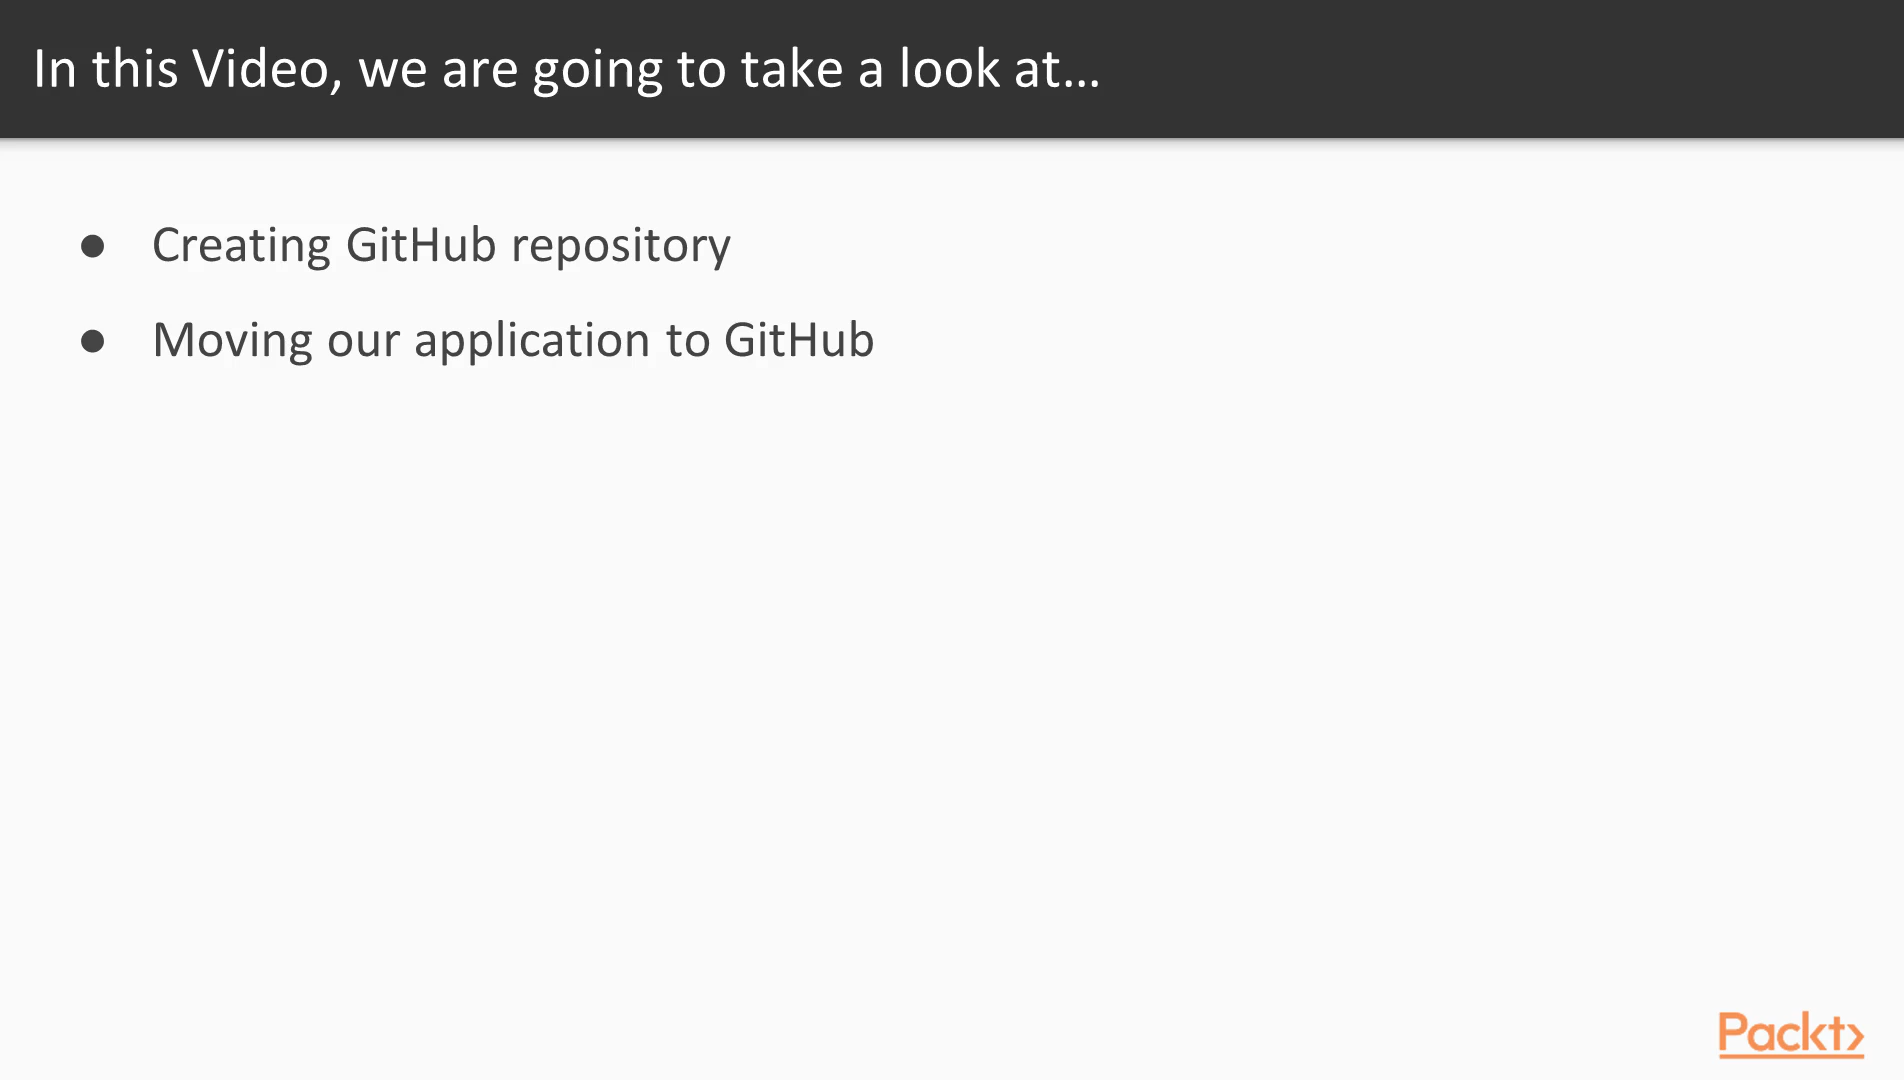 In this Video, we are going to take a look at...
● Creating GitHub repository
● Moving our application to GitHub
Packt>